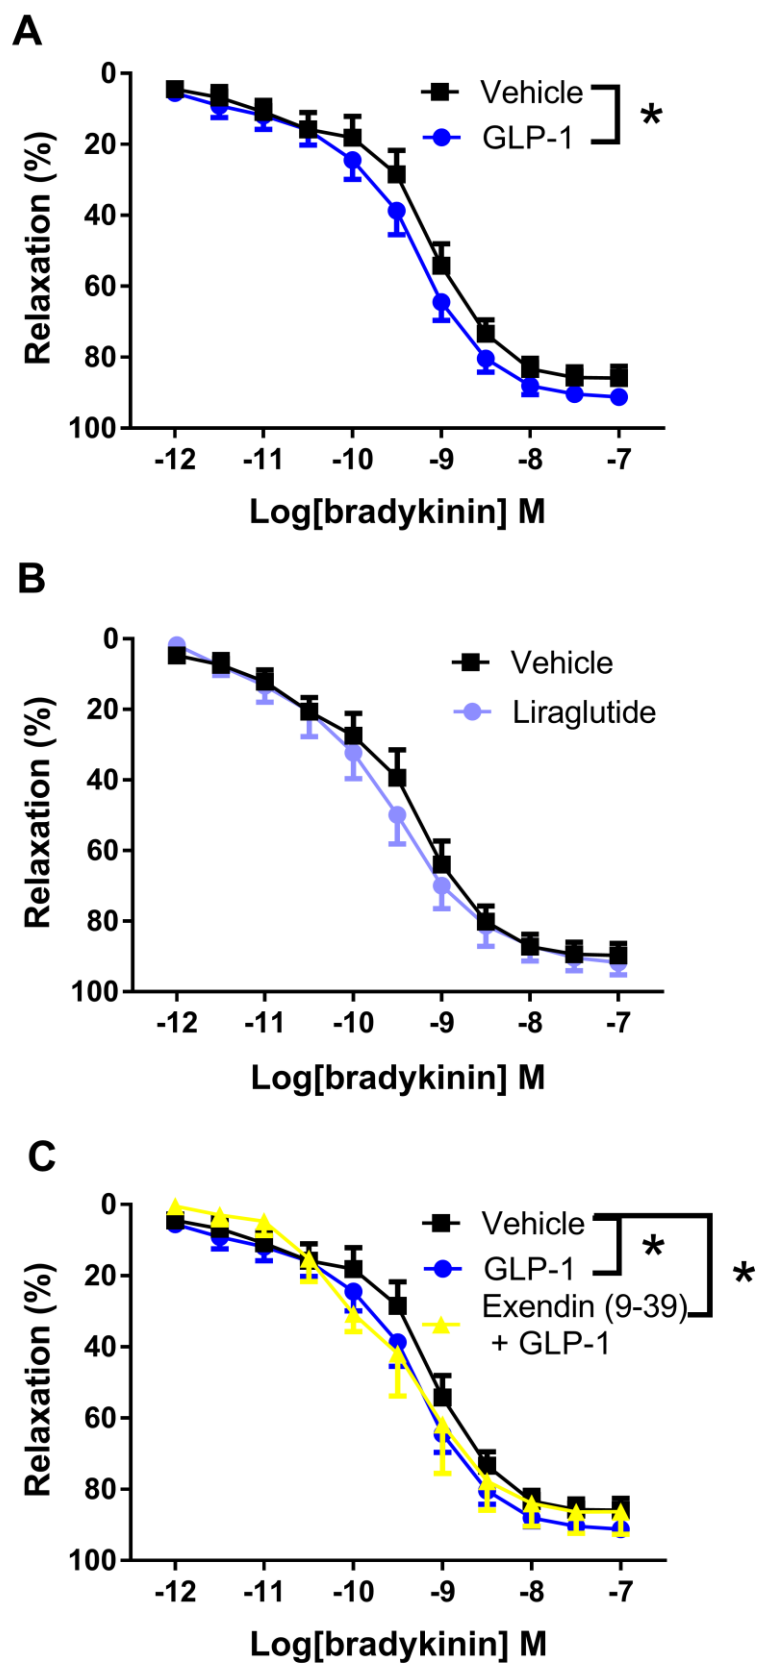 A
0
20
40
60
80
100
Relaxation (%)
Vehicle
GLP-1
*
-12 -11 -10 -9 -8 -7
Log[bradykinin] M
B
0
20
40
60
80
100
Relaxation (%)
Vehicle
Liraglutide
-12 -11 -10 -9 -8 -7
Log[bradykinin] M
C
0
20
40
60
80
100
Relaxation (%)
Vehicle
GLP-1
Exendin (9-39)
+ GLP-1
*
*
-12 -11 -10 -9 -8 -7
Log[bradykinin] M